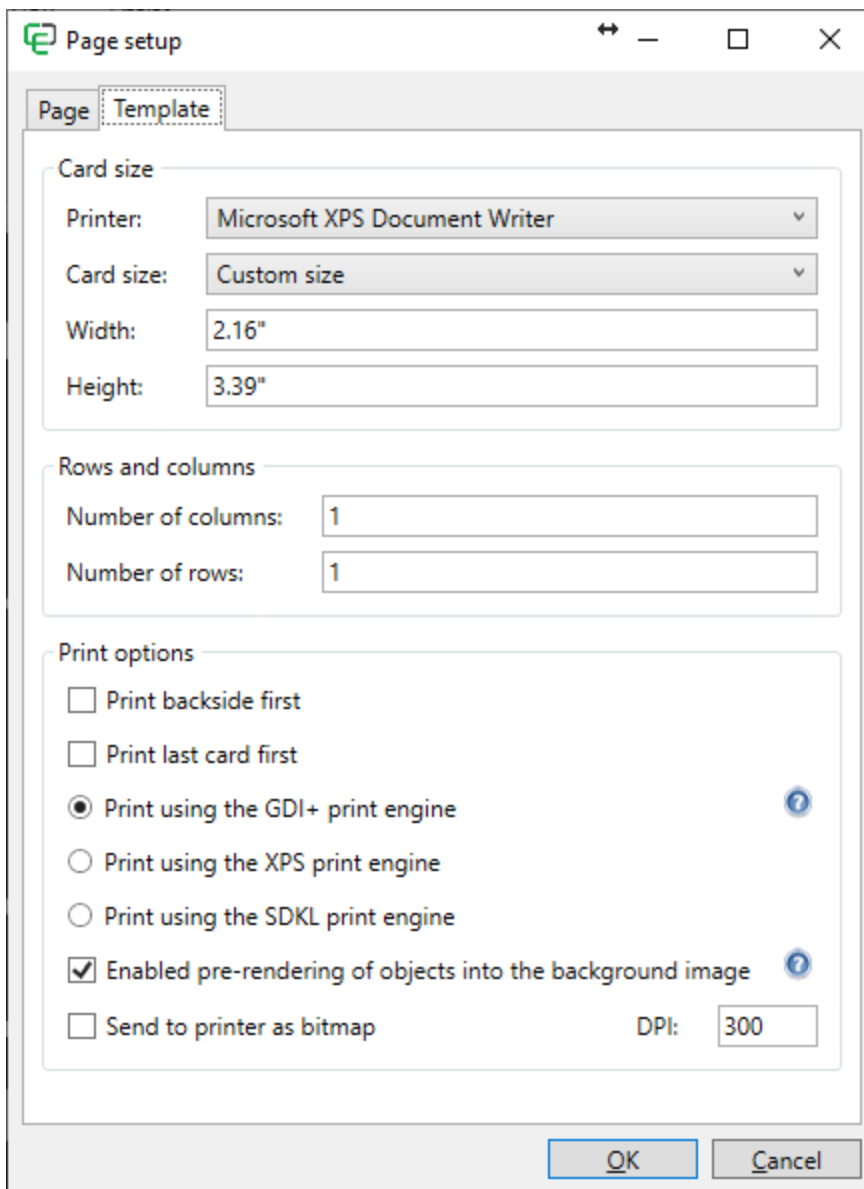 Page setup
Page
Template
Card size
Printer: Microsoft XPS Document Writer
Card size: Custom size
Width: 2.16"
Height: 3.39"
Rows and columns
Number of columns: 1
Number of rows: 1
Print options
Print backside first
Print last card first
Print using the GDI+ print engine
Print using the XPS print engine
Print using the SDKL print engine
Enabled pre-rendering of objects into the background image
Send to printer as bitmap DPI: 300
OK Cancel